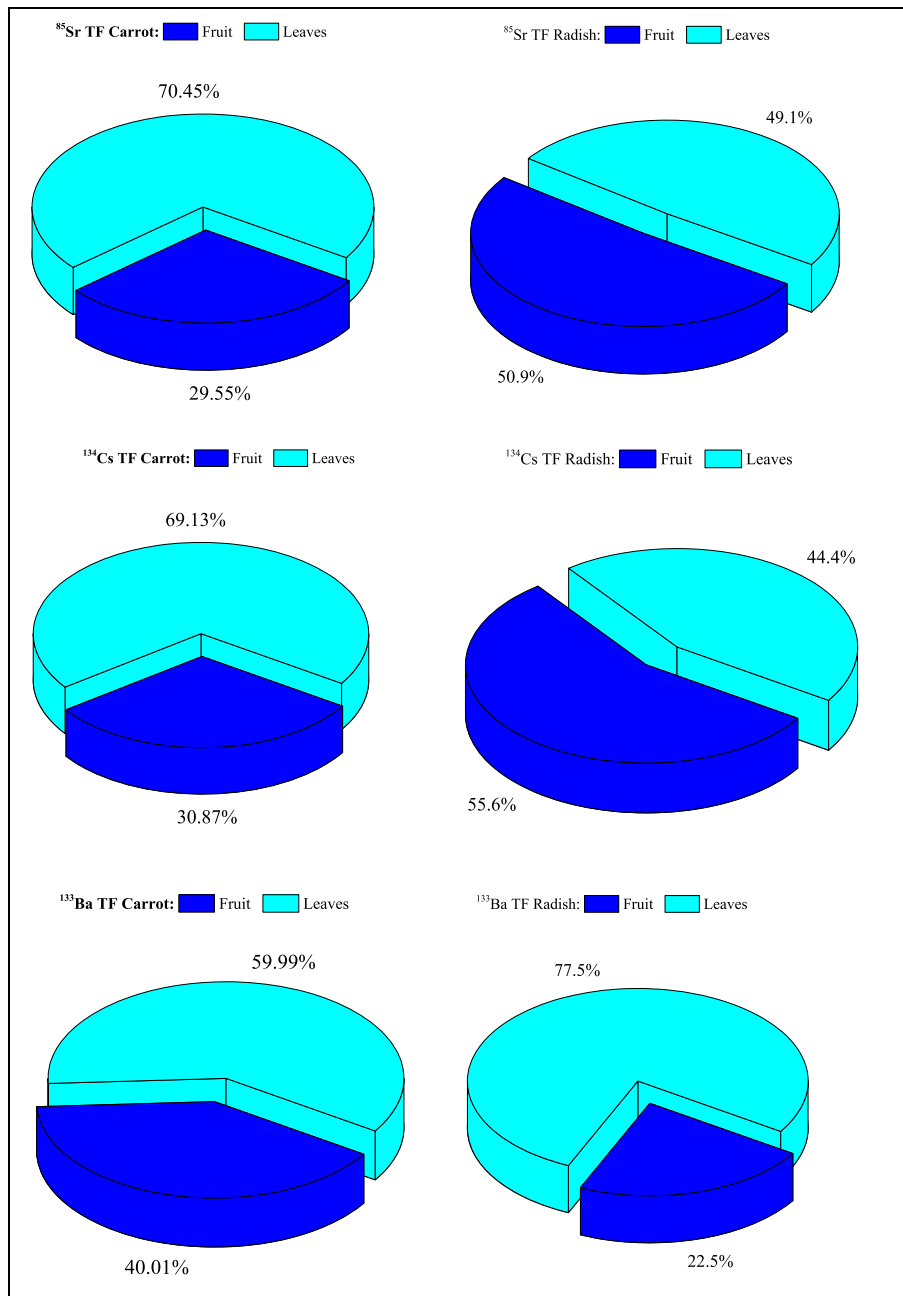 ⁸⁵Sr TF Carrot: Fruit Leaves
70.45%
29.55%
⁸⁵Sr TF Radish: Fruit Leaves
49.1%
50.9%
¹³⁴Cs TF Carrot: Fruit Leaves
69.13%
30.87%
¹³⁴Cs TF Radish: Fruit Leaves
44.4%
55.6%
¹³³Ba TF Carrot: Fruit Leaves
59.99%
40.01%
¹³³Ba TF Radish: Fruit Leaves
77.5%
22.5%